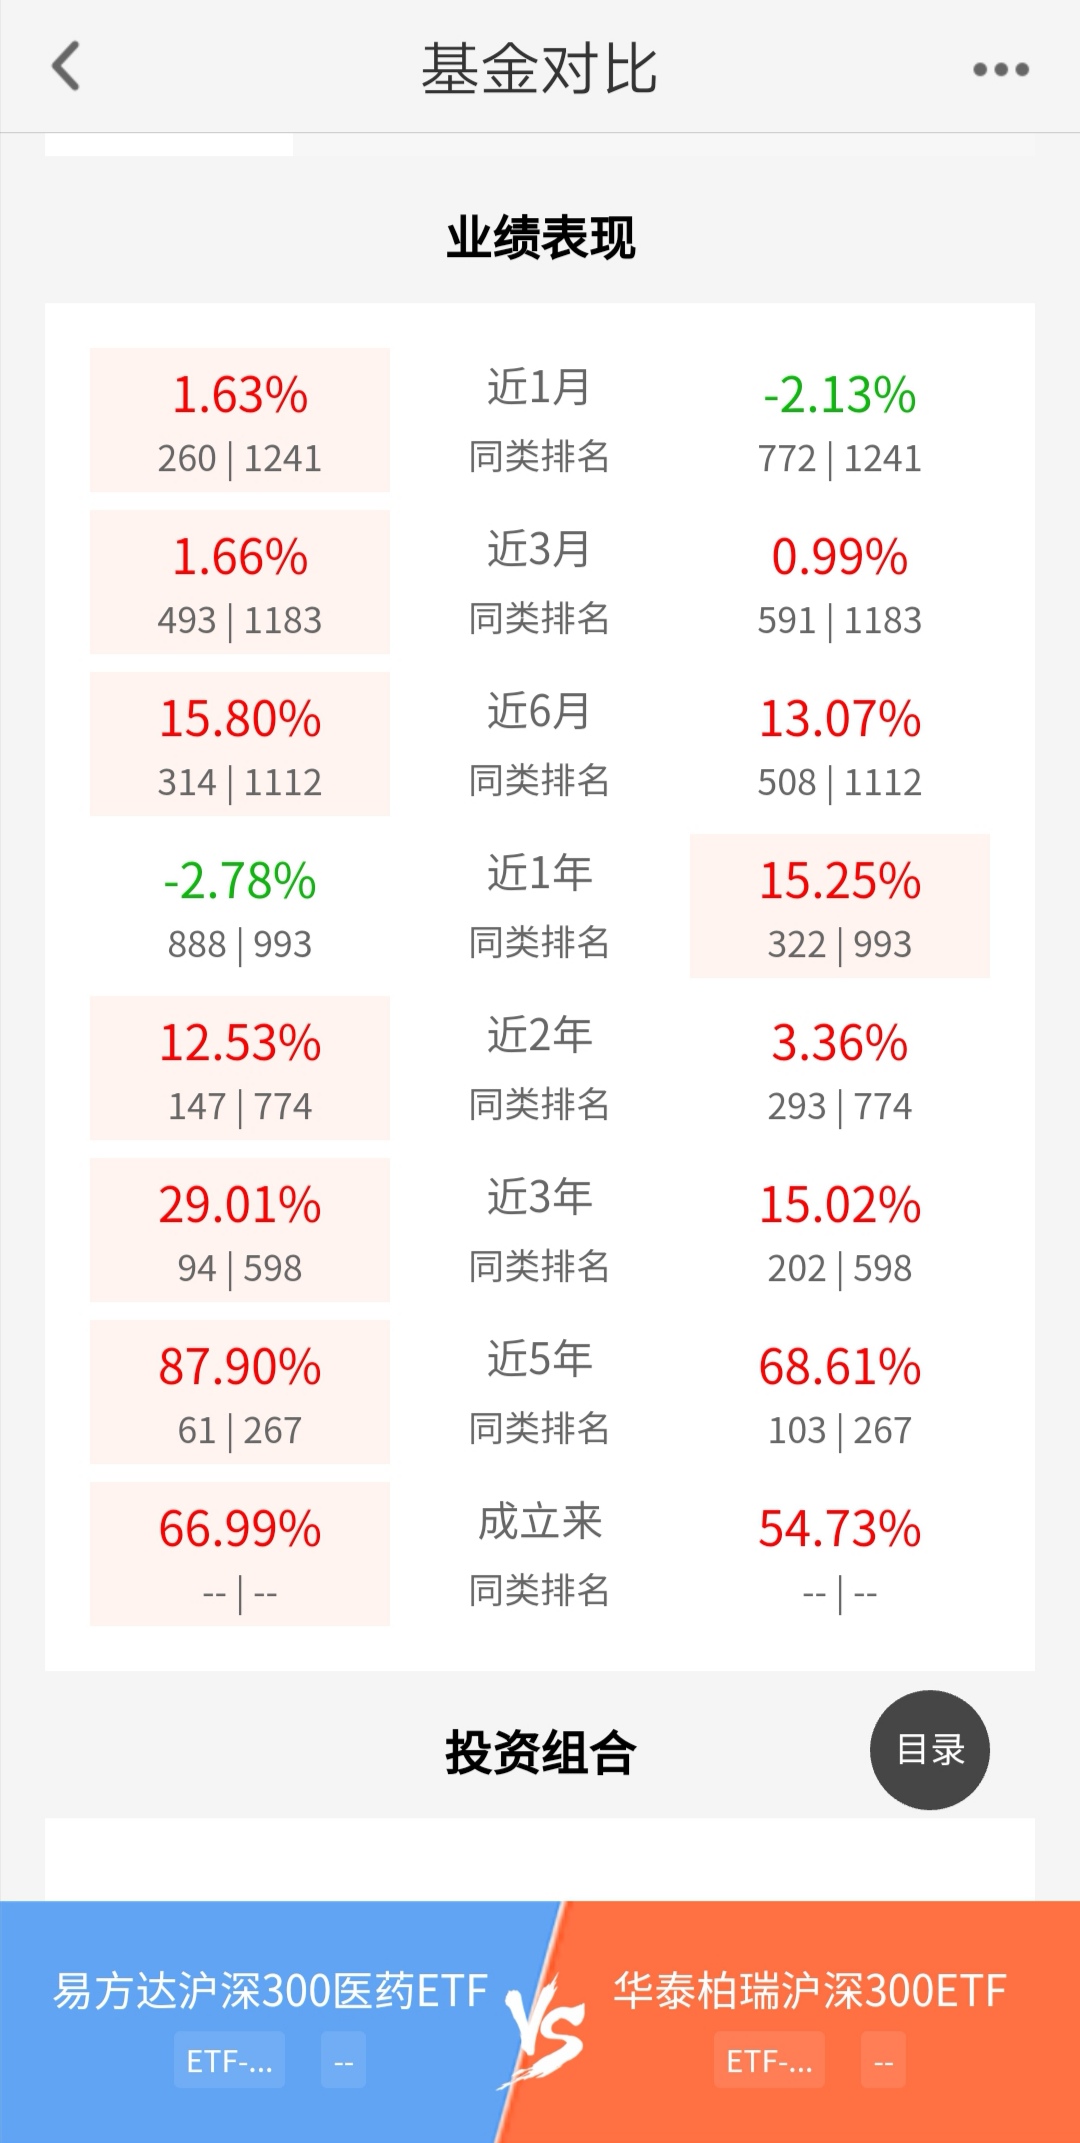 基金对比
业绩表现
1.63% 近1月 -2.13%
260 | 1241 同类排名 772 | 1241
1.66% 近3月 0.99%
493 | 1183 同类排名 591 | 1183
15.80% 近6月 13.07%
314 | 1112 同类排名 508 | 1112
-2.78% 近1年 15.25%
888 | 993 同类排名 322 | 993
12.53% 近2年 3.36%
147 | 774 同类排名 293 | 774
29.01% 近3年 15.02%
94 | 598 同类排名 202 | 598
87.90% 近5年 68.61%
61 | 267 同类排名 103 | 267
66.99% 成立来 54.73%
-- | -- 同类排名 -- | --
投资组合 目录
易方达沪深300医药ETF VS 华泰柏瑞沪深300ETF
ETF-... -- ETF-... --